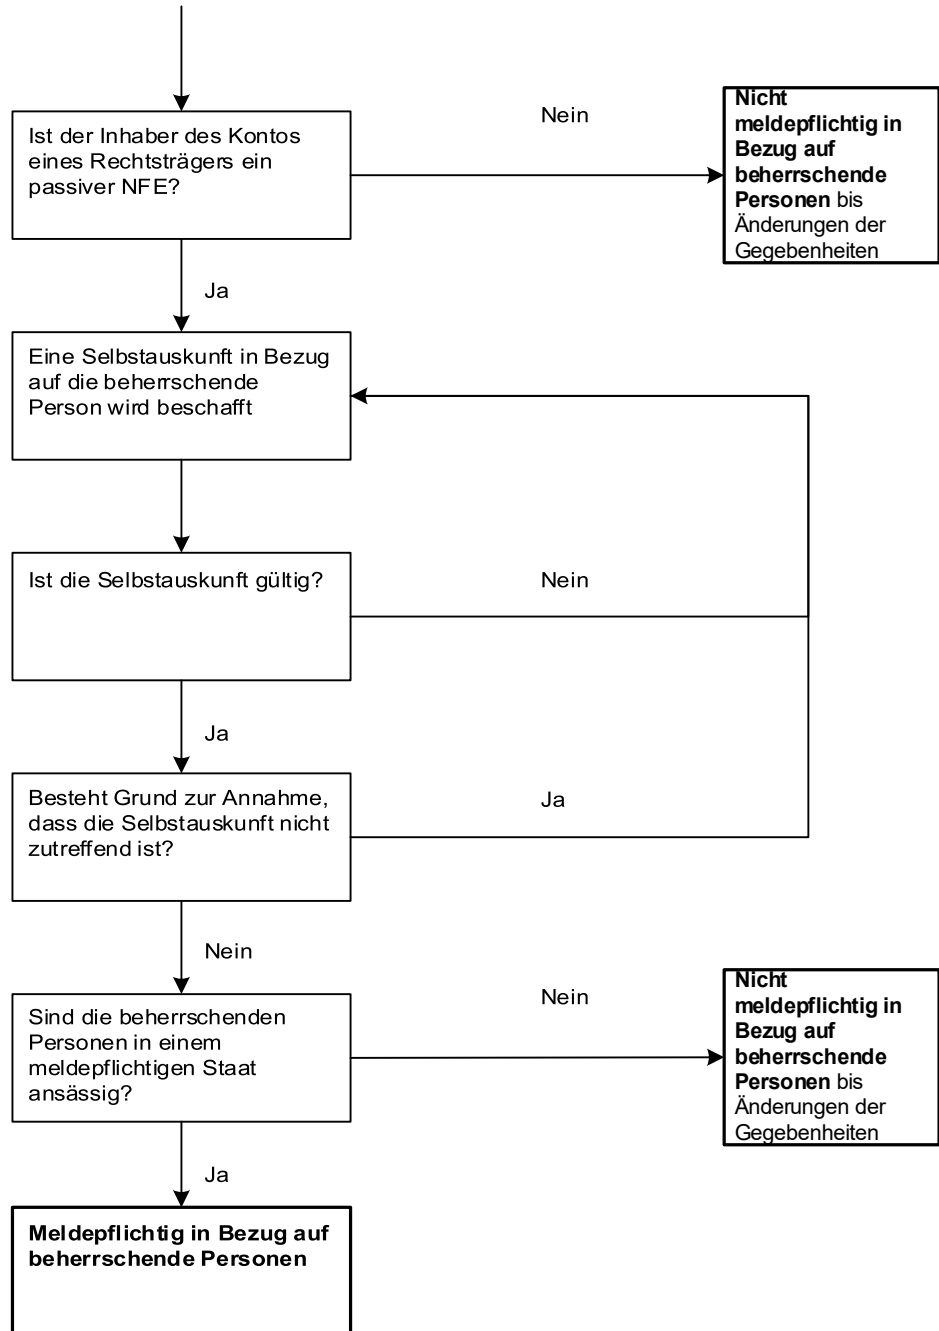 Ist der Inhaber des Kontos
eines Rechtsträgers ein
passiver NFE?
Nein
Nicht
meldepflichtig in
Bezug auf
beherrschende
Personen bis
Änderungen der
Gegebenheiten
Ja
Eine Selbstauskunft in Bezug
auf die beherrschende
Person wird beschafft
Ist die Selbstauskunft gültig?
Nein
Ja
Besteht Grund zur Annahme,
dass die Selbstauskunft nicht
zutreffend ist?
Ja
Nein
Sind die beherrschenden
Personen in einem
meldepflichtigen Staat
ansässig?
Nein
Nicht
meldepflichtig in
Bezug auf
beherrschende
Personen bis
Änderungen der
Gegebenheiten
Ja
Meldepflichtig in Bezug auf
beherrschende Personen